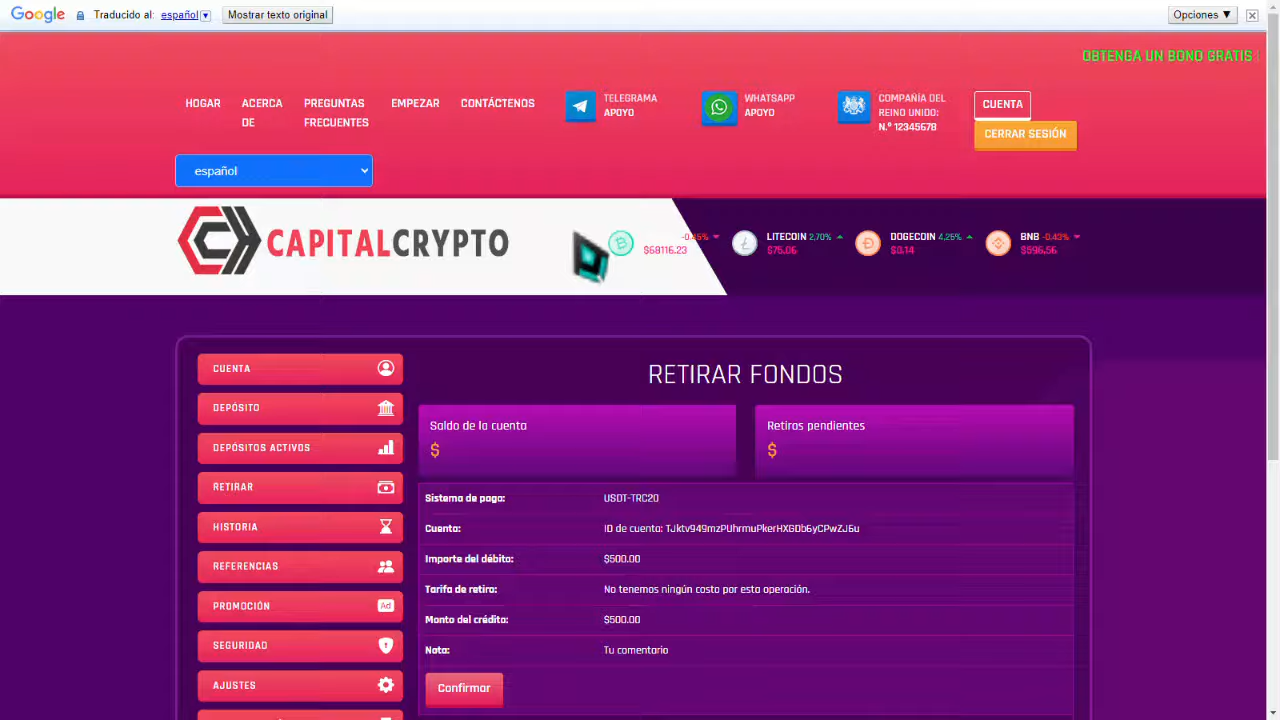 Google Traducido al: español Mostrar texto original Opciones ▼
OBTENGA UN BONO GRATIS
HOGAR ACERCA DE PREGUNTAS FRECUENTES EMPEZAR CONTÁCTENOS
TELEGRAMA APOYO
WHATSAPP APOYO
COMPAÑÍA DEL REINO UNIDO: N.º 12345678
CUENTA
CERRAR SESIÓN
español
CAPITALCRYPTO
-0.45% $68116.23
LITECOIN 2,70% $75,06
DOGECOIN 4,25% $0,14
BNB -0.43% $596,56
CUENTA
DEPÓSITO
DEPÓSITOS ACTIVOS
RETIRAR
HISTORIA
REFERENCIAS
PROMOCIÓN Ad
SEGURIDAD
AJUSTES
RETIRAR FONDOS
Saldo de la cuenta
$
Retiros pendientes
$
Sistema de pago: USDT-TRC20
Cuenta: ID de cuenta: TJktv949mzPUhrmuPkerHXGDb6yCPwZJ6u
Importe del débito: $500.00
Tarifa de retiro: No tenemos ningún costo por esta operación.
Monto del crédito: $500.00
Nota: Tu comentario
Confirmar